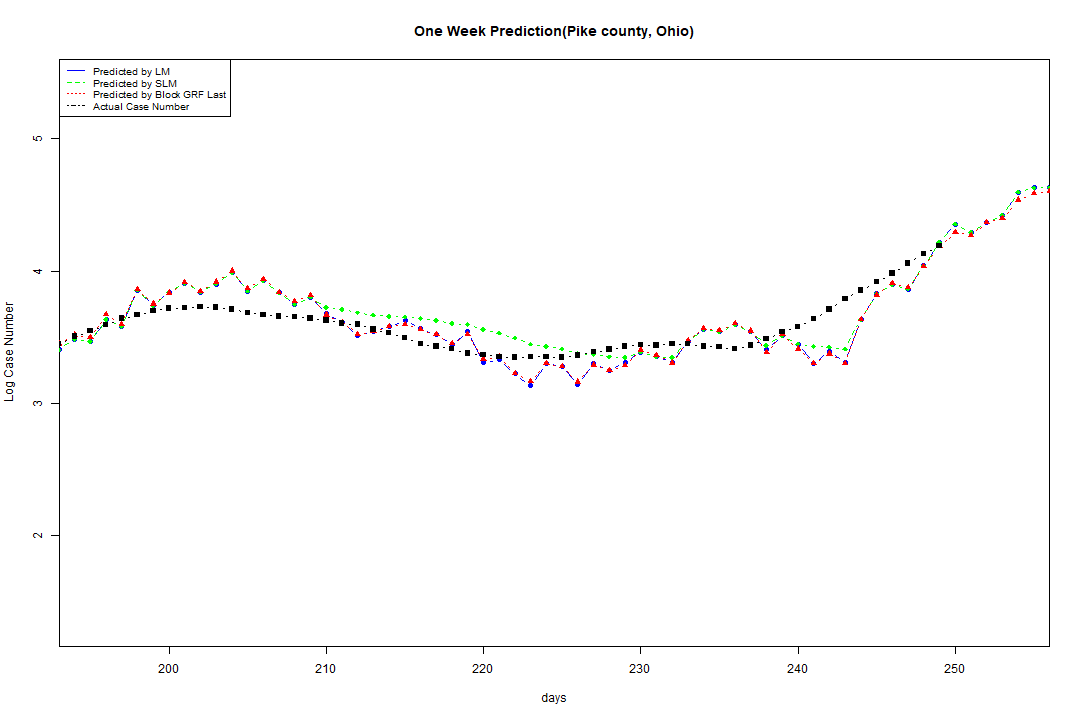 One Week Prediction(Pike county, Ohio)
Predicted by LM
Predicted by SLM
Predicted by Block GRF Last
Actual Case Number
5
4
3
2
Log Case Number
200 210 220 230 240 250
days